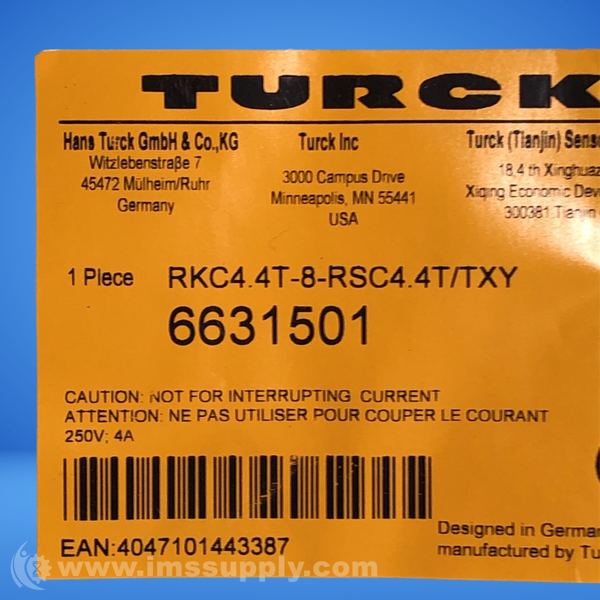 TURCK
Hans Turck GmbH & Co.,KG
Witzlebenstraße 7
45472 Mülheim/Ruhr
Germany
Turck Inc
3000 Campus Drive
Minneapolis, MN 55441
USA
Turck (Tianjin) Senso
18,4 th Xinghuaz
Xiqing Economic Dev
300381 Tianjin
1 Piece
RKC4.4T-8-RSC4.4T/TXY
6631501
CAUTION: NOT FOR INTERRUPTING CURRENT
ATTENTION: NE PAS UTILISER POUR COUPER LE COURANT
250V; 4A
EAN:4047101443387
Designed in German
manufactured by Tu
www.imssupply.com